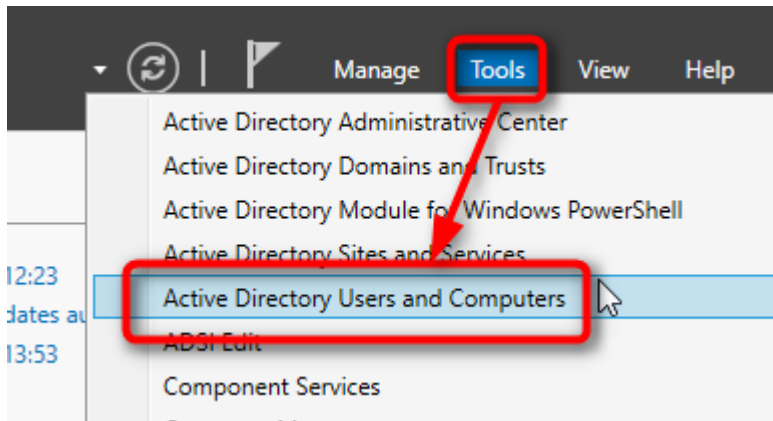 Manage Tools View Help
Active Directory Administrative Center
Active Directory Domains and Trusts
Active Directory Module for Windows PowerShell
Active Directory Sites and Services
12:23
Active Directory Users and Computers
dates au
ADSI Edit
13:53
Component Services